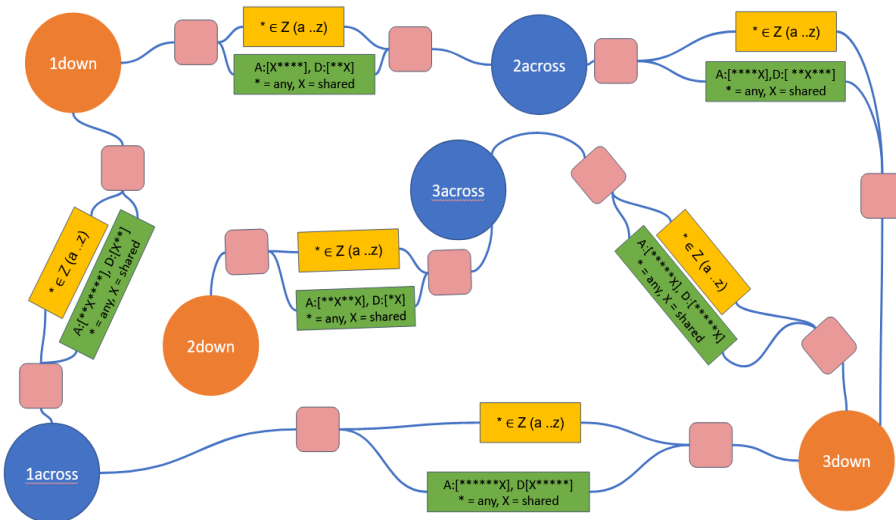 1down
* ∈ Z (a ..z)
A:[X****], D:[**X]
* = any, X = shared
2across
* ∈ Z (a ..z)
A:[****X],D:[ **X***]
* = any, X = shared
3across
* ∈ Z (a ..z)
A:[**X****], D:[X**]
* = any, X = shared
* ∈ Z (a ..z)
A:[**X**X], D:[*X]
* = any, X = shared
* ∈ Z (a ..z)
A:[*****X], D:[*****X]
* = any, X = shared
2down
1across
* ∈ Z (a ..z)
A:[******X], D[X*****]
* = any, X = shared
3down